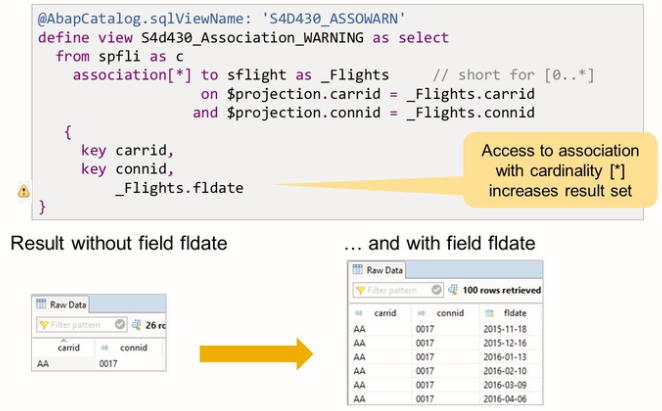 @AbapCatalog.sqlViewName: 'S4D430_ASSOWARN'
define view S4d430_Association_WARNING as select
from spfli as c
association[*] to sflight as _Flights // short for [0..*]
on $projection.carrid = _Flights.carrid
and $projection.connid = _Flights.connid
{
key carrid,
key connid,
_Flights.fldate
}
Access to association
with cardinality [*]
increases result set
Result without field fldate
… and with field fldate
Raw Data
Filter pattern 26 ro
carrid connid
AA 0017
Raw Data
Filter pattern 100 rows retrieved
carrid connid fldate
AA 0017 2015-11-18
AA 0017 2015-12-16
AA 0017 2016-01-13
AA 0017 2016-02-10
AA 0017 2016-03-09
AA 0017 2016-04-06